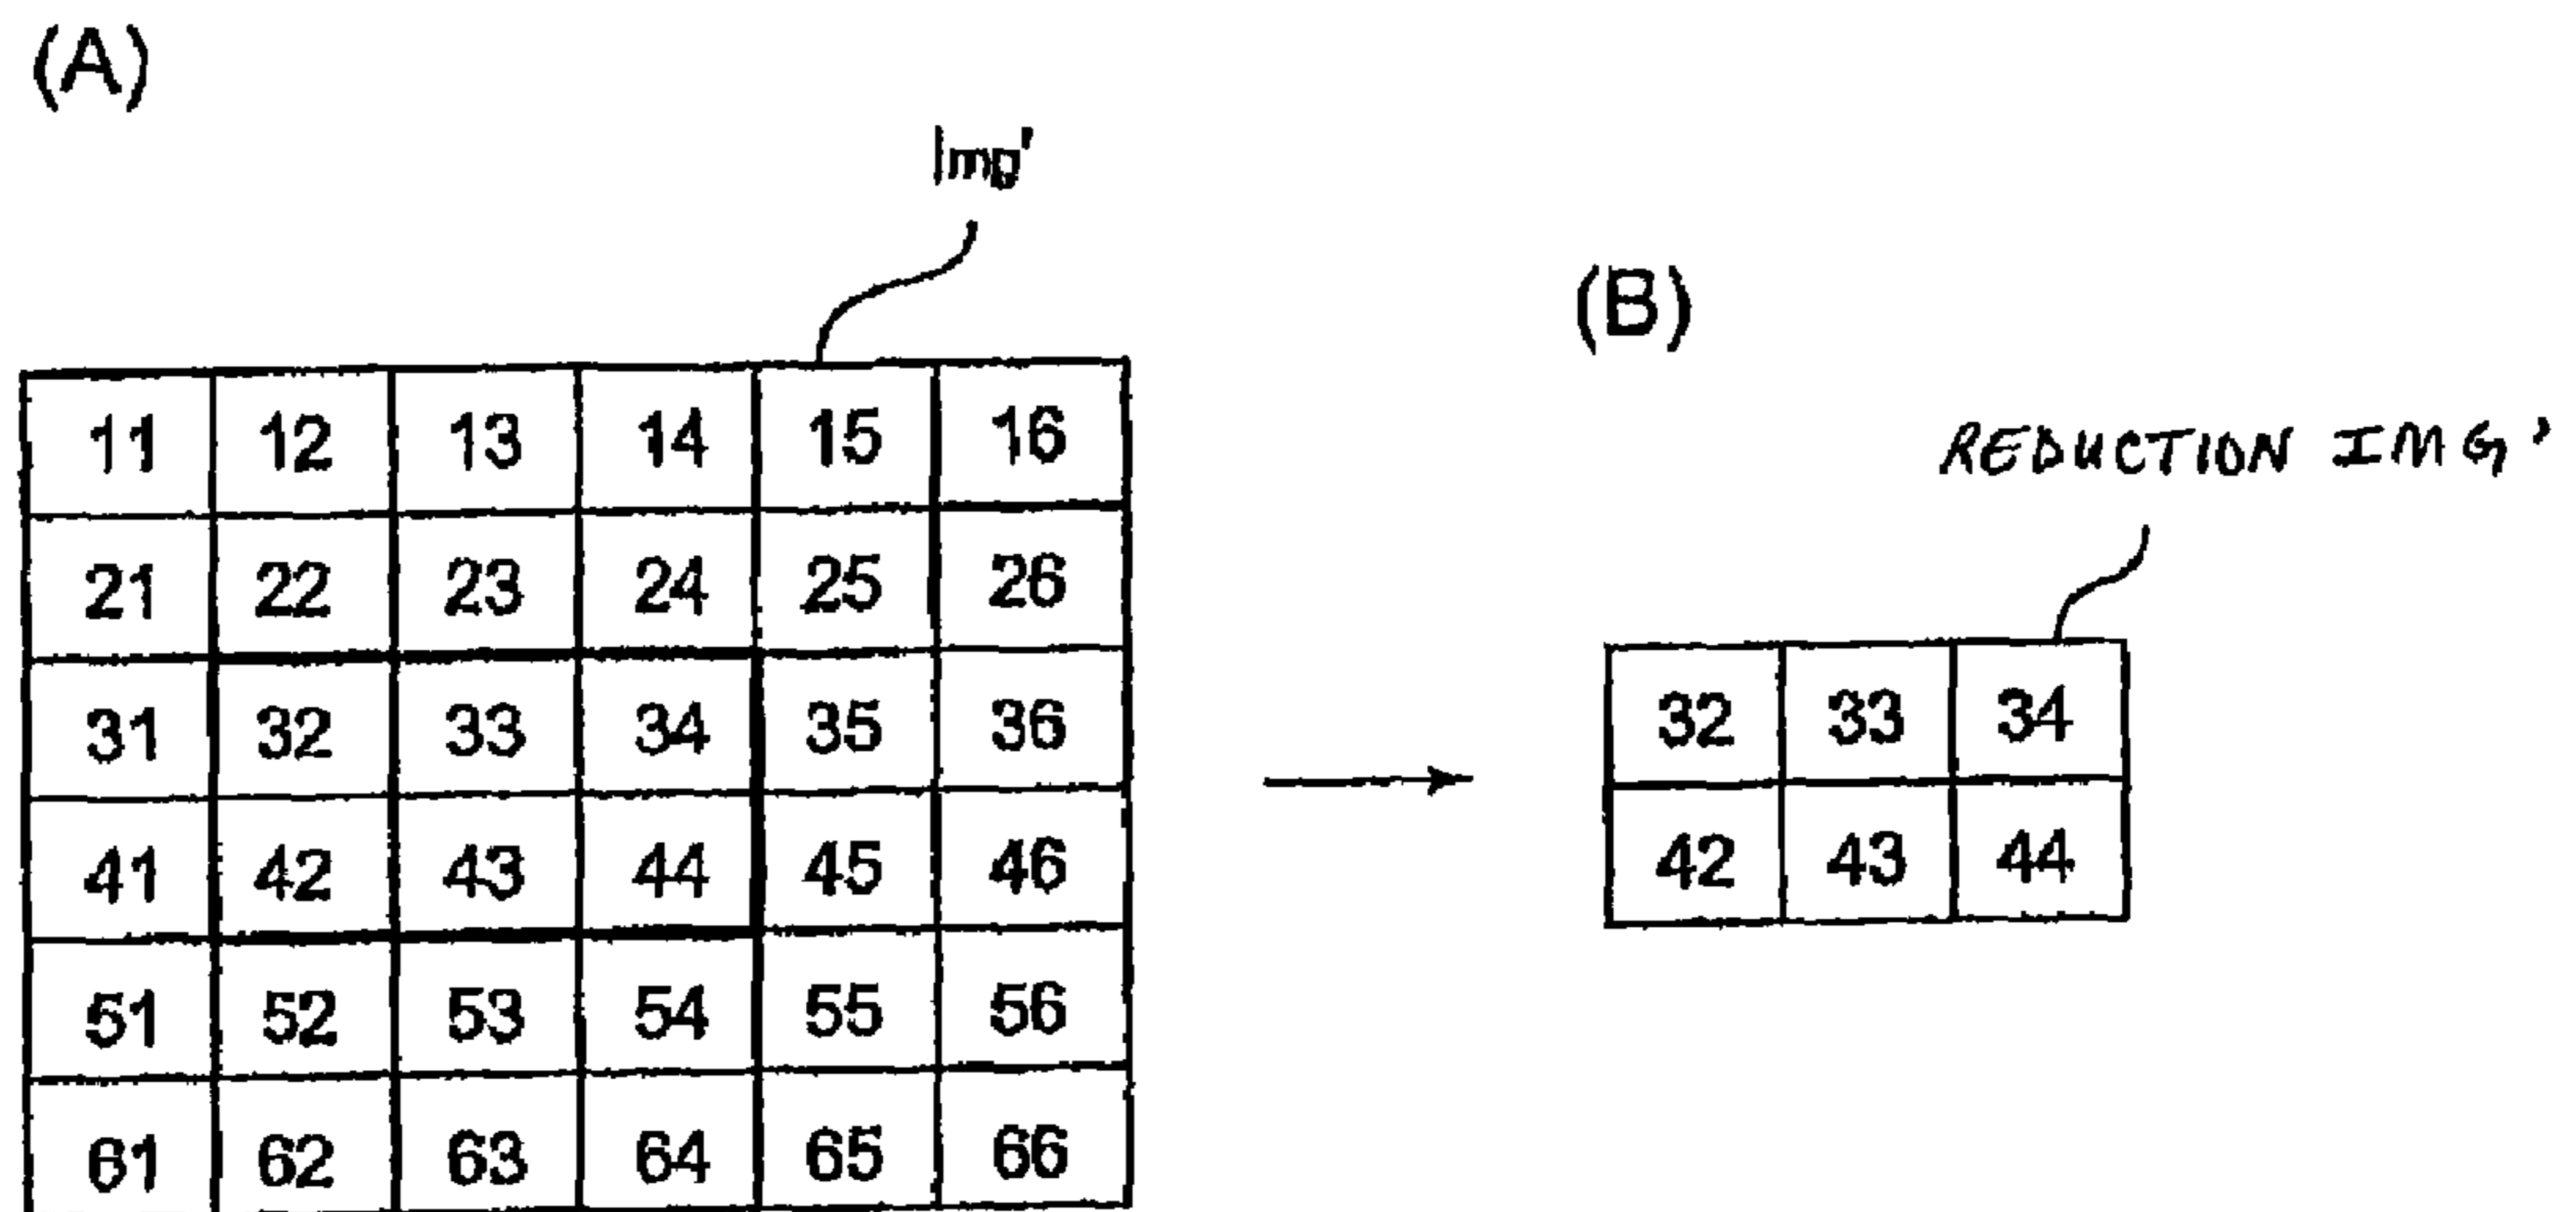 (A)
Img'
11 12 13 14 15 16
21 22 23 24 25 26
31 32 33 34 35 36
41 42 43 44 45 46
51 52 53 54 55 56
61 62 63 64 65 66
(B)
REDUCTION IMG'
32 33 34
42 43 44